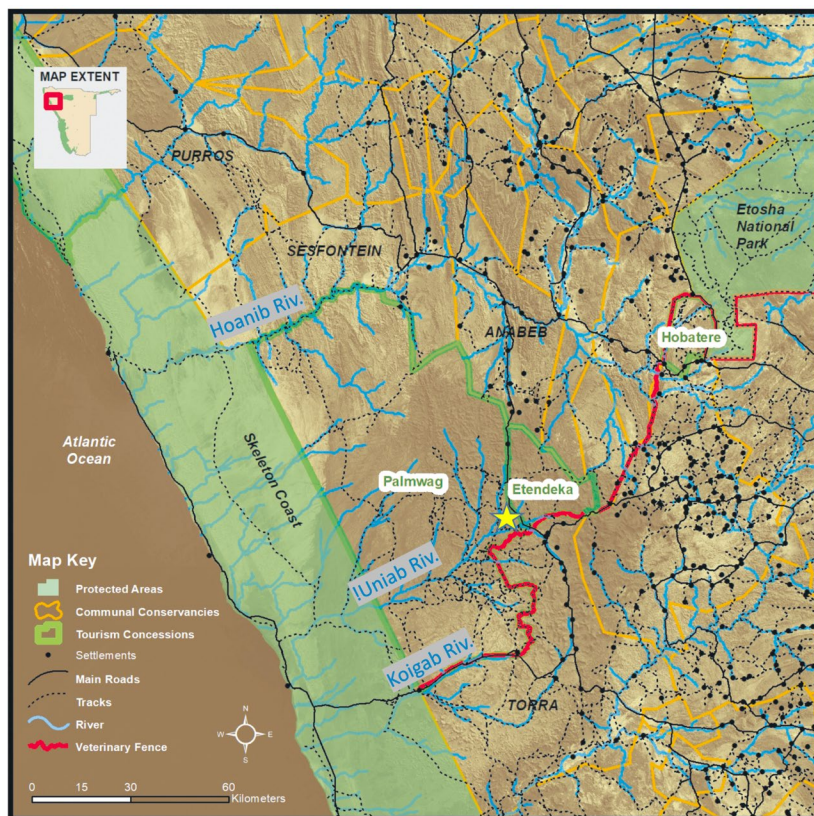 MAP EXTENT
PURROS
SESFONTEIN
Etosha
National
Park
Hoanib Riv.
ANABEB
Hobatere
Atlantic
Ocean
Skeleton Coast
Palmwag
Etendeka
!Uniab Riv.
Koigab Riv.
TORRA
Map Key
Protected Areas
Communal Conservancies
Tourism Concessions
Settlements
Main Roads
Tracks
River
Veterinary Fence
N
W
E
S
0 15 30 60
Kilometers